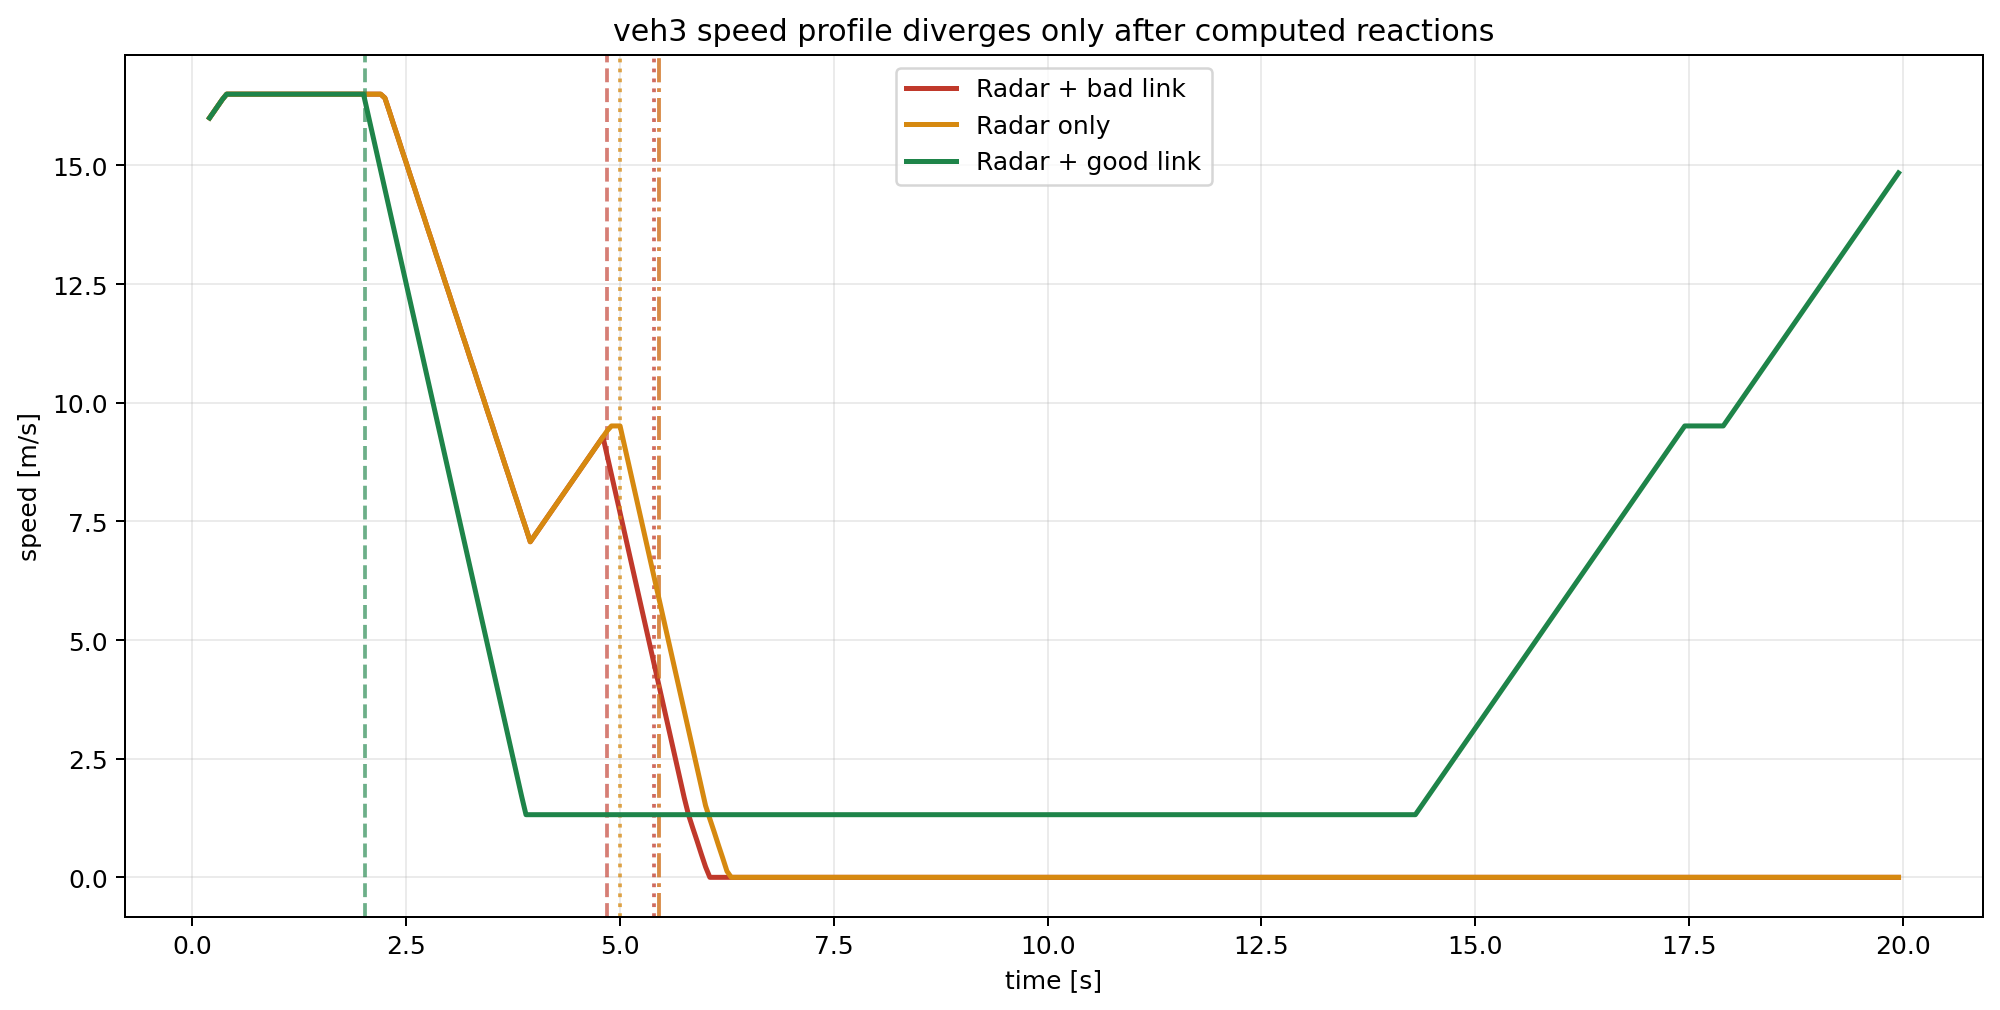 veh3 speed profile diverges only after computed reactions
Radar + bad link
Radar only
Radar + good link
speed [m/s]
15.0
12.5
10.0
7.5
5.0
2.5
0.0
0.0 2.5 5.0 7.5 10.0 12.5 15.0 17.5 20.0
time [s]